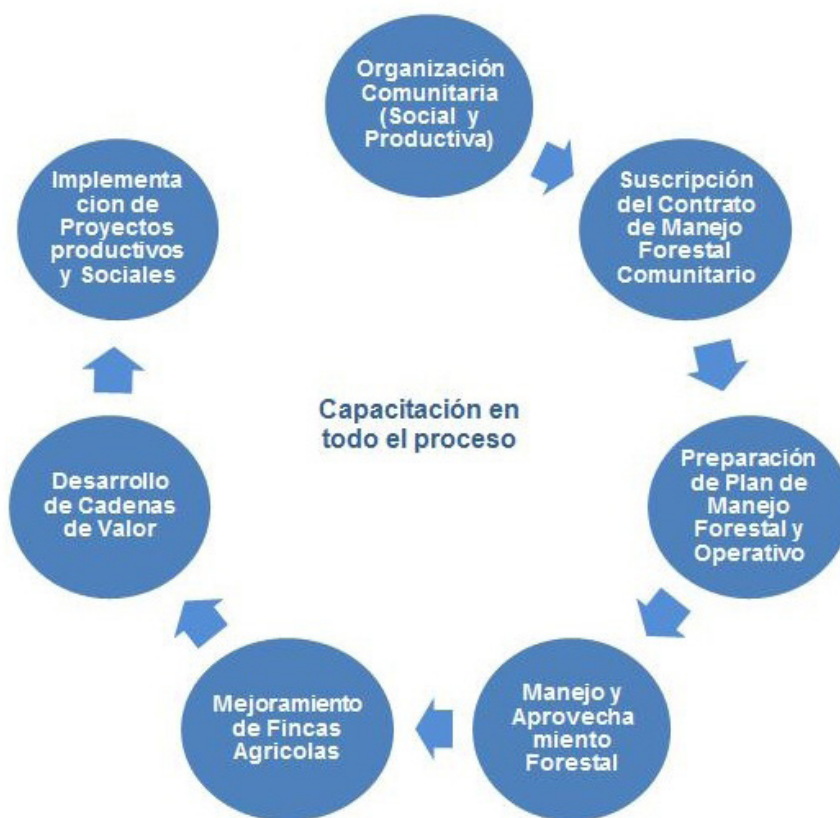 Organización
Comunitaria
(Social y
Productiva)
Suscripción
del Contrato
de Manejo
Forestal
Comunitario
Preparación
de Plan de
Manejo
Forestal y
Operativo
Manejo y
Aprovecha
miento
Forestal
Mejoramiento
de Fincas
Agricolas
Desarrollo
de Cadenas
de Valor
Implementa
cion de
Proyectos
productivos
y Sociales
Capacitación en
todo el proceso